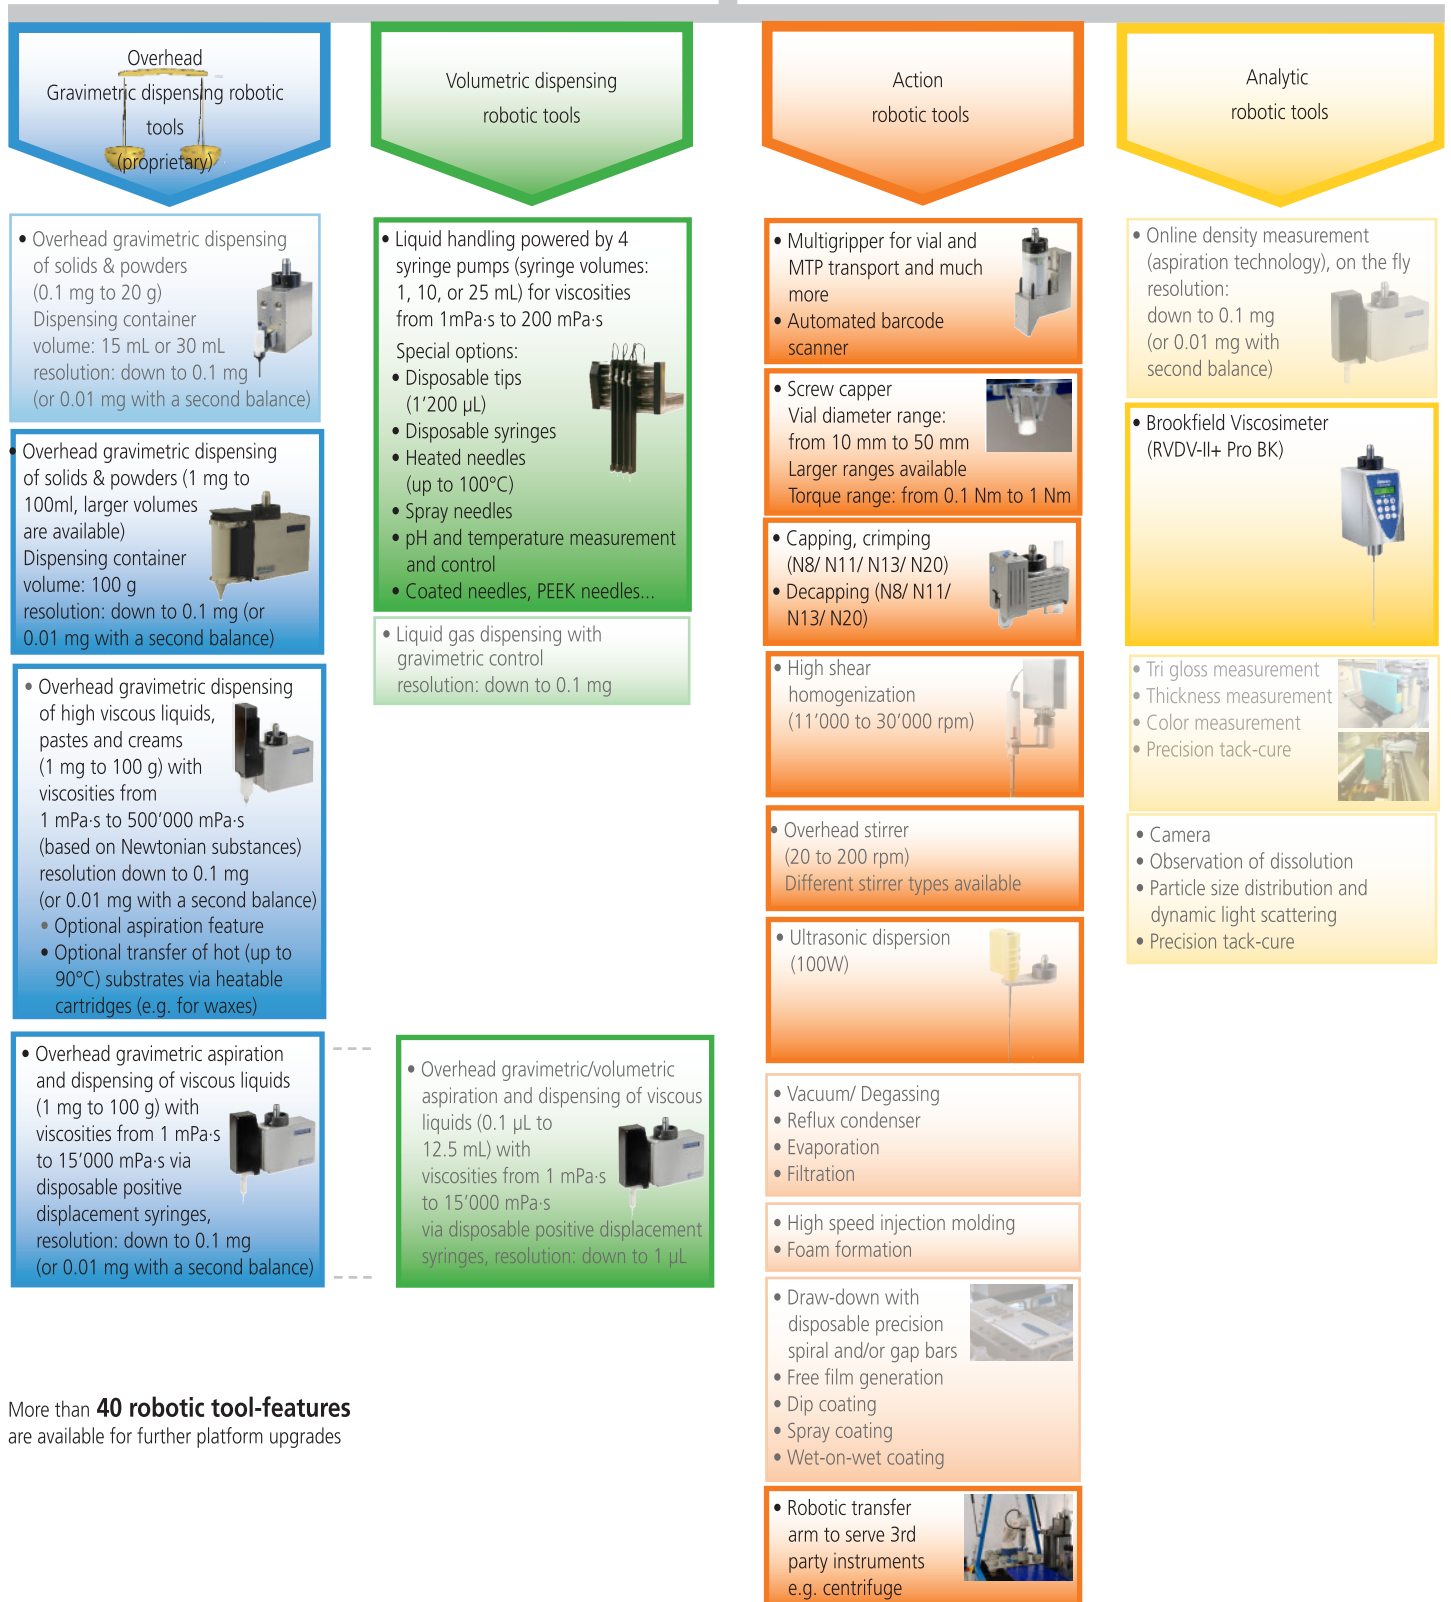 Overhead
Gravimetric dispensing robotic
tools
(proprietary)
• Overhead gravimetric dispensing
of solids & powders
(0.1 mg to 20 g)
Dispensing container
volume: 15 mL or 30 mL
resolution: down to 0.1 mg
(or 0.01 mg with a second balance)
• Overhead gravimetric dispensing
of solids & powders (1 mg to
100ml, larger volumes
are available)
Dispensing container
volume: 100 g
resolution: down to 0.1 mg (or
0.01 mg with a second balance)
• Overhead gravimetric dispensing
of high viscous liquids,
pastes and creams
(1 mg to 100 g) with
viscosities from
1 mPa·s to 500’000 mPa·s
(based on Newtonian substances)
resolution down to 0.1 mg
(or 0.01 mg with a second balance)
• Optional aspiration feature
• Optional transfer of hot (up to
90°C) substrates via heatable
cartridges (e.g. for waxes)
• Overhead gravimetric aspiration
and dispensing of viscous liquids
(1 mg to 100 g) with
viscosities from 1 mPa·s
to 15’000 mPa·s via
disposable positive
displacement syringes,
resolution: down to 0.1 mg
(or 0.01 mg with a second balance)
More than 40 robotic tool-features
are available for further platform upgrades
Volumetric dispensing
robotic tools
• Liquid handling powered by 4
syringe pumps (syringe volumes:
1, 10, or 25 mL) for viscosities
from 1mPa·s to 200 mPa·s
Special options:
• Disposable tips
(1’200 µL)
• Disposable syringes
• Heated needles
(up to 100°C)
• Spray needles
• pH and temperature measurement
and control
• Coated needles, PEEK needles...
• Liquid gas dispensing with
gravimetric control
resolution: down to 0.1 mg
• Overhead gravimetric/volumetric
aspiration and dispensing of viscous
liquids (0.1 µL to
12.5 mL) with
viscosities from 1 mPa·s
to 15’000 mPa·s
via disposable positive displacement
syringes, resolution: down to 1 µL
Action
robotic tools
• Multigripper for vial and
MTP transport and much
more
• Automated barcode
scanner
• Screw capper
Vial diameter range:
from 10 mm to 50 mm
Larger ranges available
Torque range: from 0.1 Nm to 1 Nm
• Capping, crimping
(N8/ N11/ N13/ N20)
• Decapping (N8/ N11/
N13/ N20)
• High shear
homogenization
(11’000 to 30’000 rpm)
• Overhead stirrer
(20 to 200 rpm)
Different stirrer types available
• Ultrasonic dispersion
(100W)
• Vacuum/ Degassing
• Reflux condenser
• Evaporation
• Filtration
• High speed injection molding
• Foam formation
• Draw-down with
disposable precision
spiral and/or gap bars
• Free film generation
• Dip coating
• Spray coating
• Wet-on-wet coating
• Robotic transfer
arm to serve 3rd
party instruments
e.g. centrifuge
Analytic
robotic tools
• Online density measurement
(aspiration technology), on the fly
resolution:
down to 0.1 mg
(or 0.01 mg with
second balance)
• Brookfield Viscosimeter
(RVDV-II+ Pro BK)
• Tri gloss measurement
• Thickness measurement
• Color measurement
• Precision tack-cure
• Camera
• Observation of dissolution
• Particle size distribution and
dynamic light scattering
• Precision tack-cure